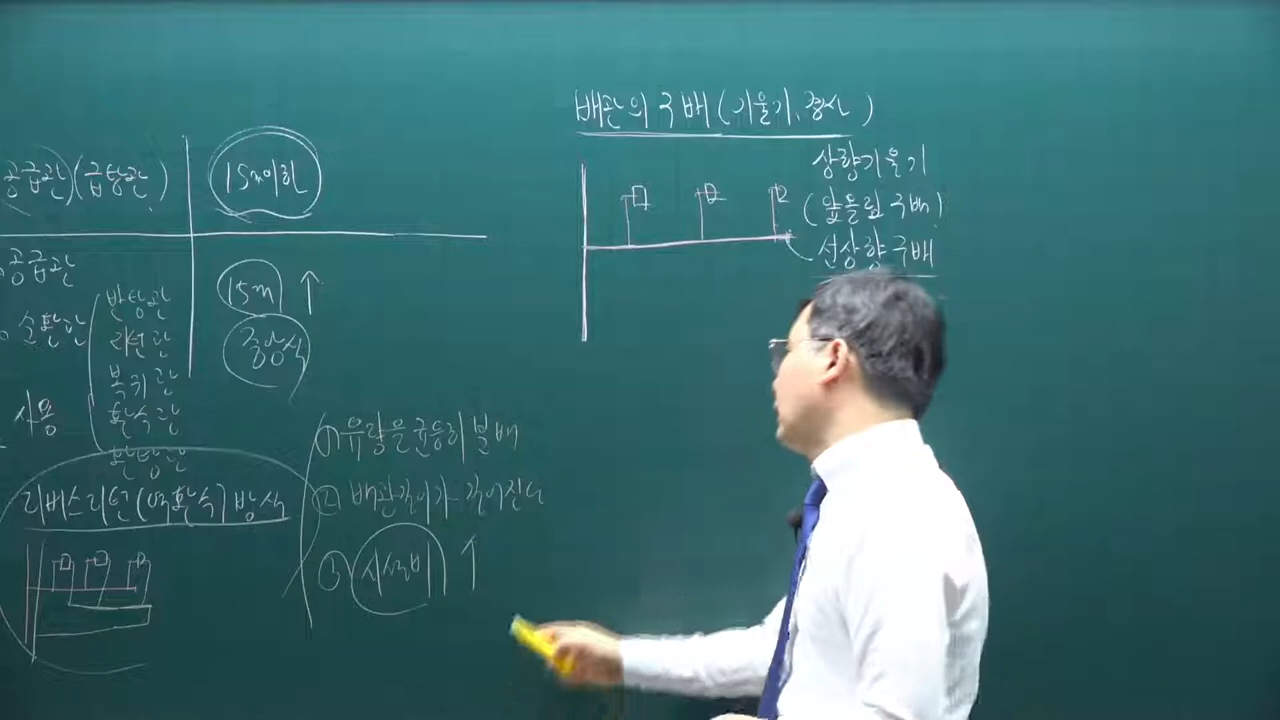 공급관)(급탕관)
15m이하
공급관
순환관
반탕관
리턴관
복귀관
환수관
환탕관
15m ↑
중앙식
사용
리버스리턴(역환수)방식
① 유량을 균등히 분배
② 배관길이가 길어진다
③ 시설비 ↑
배관의 구배(기울기, 경사)
상향기울기
(앞올림 구배)
선상향 구배